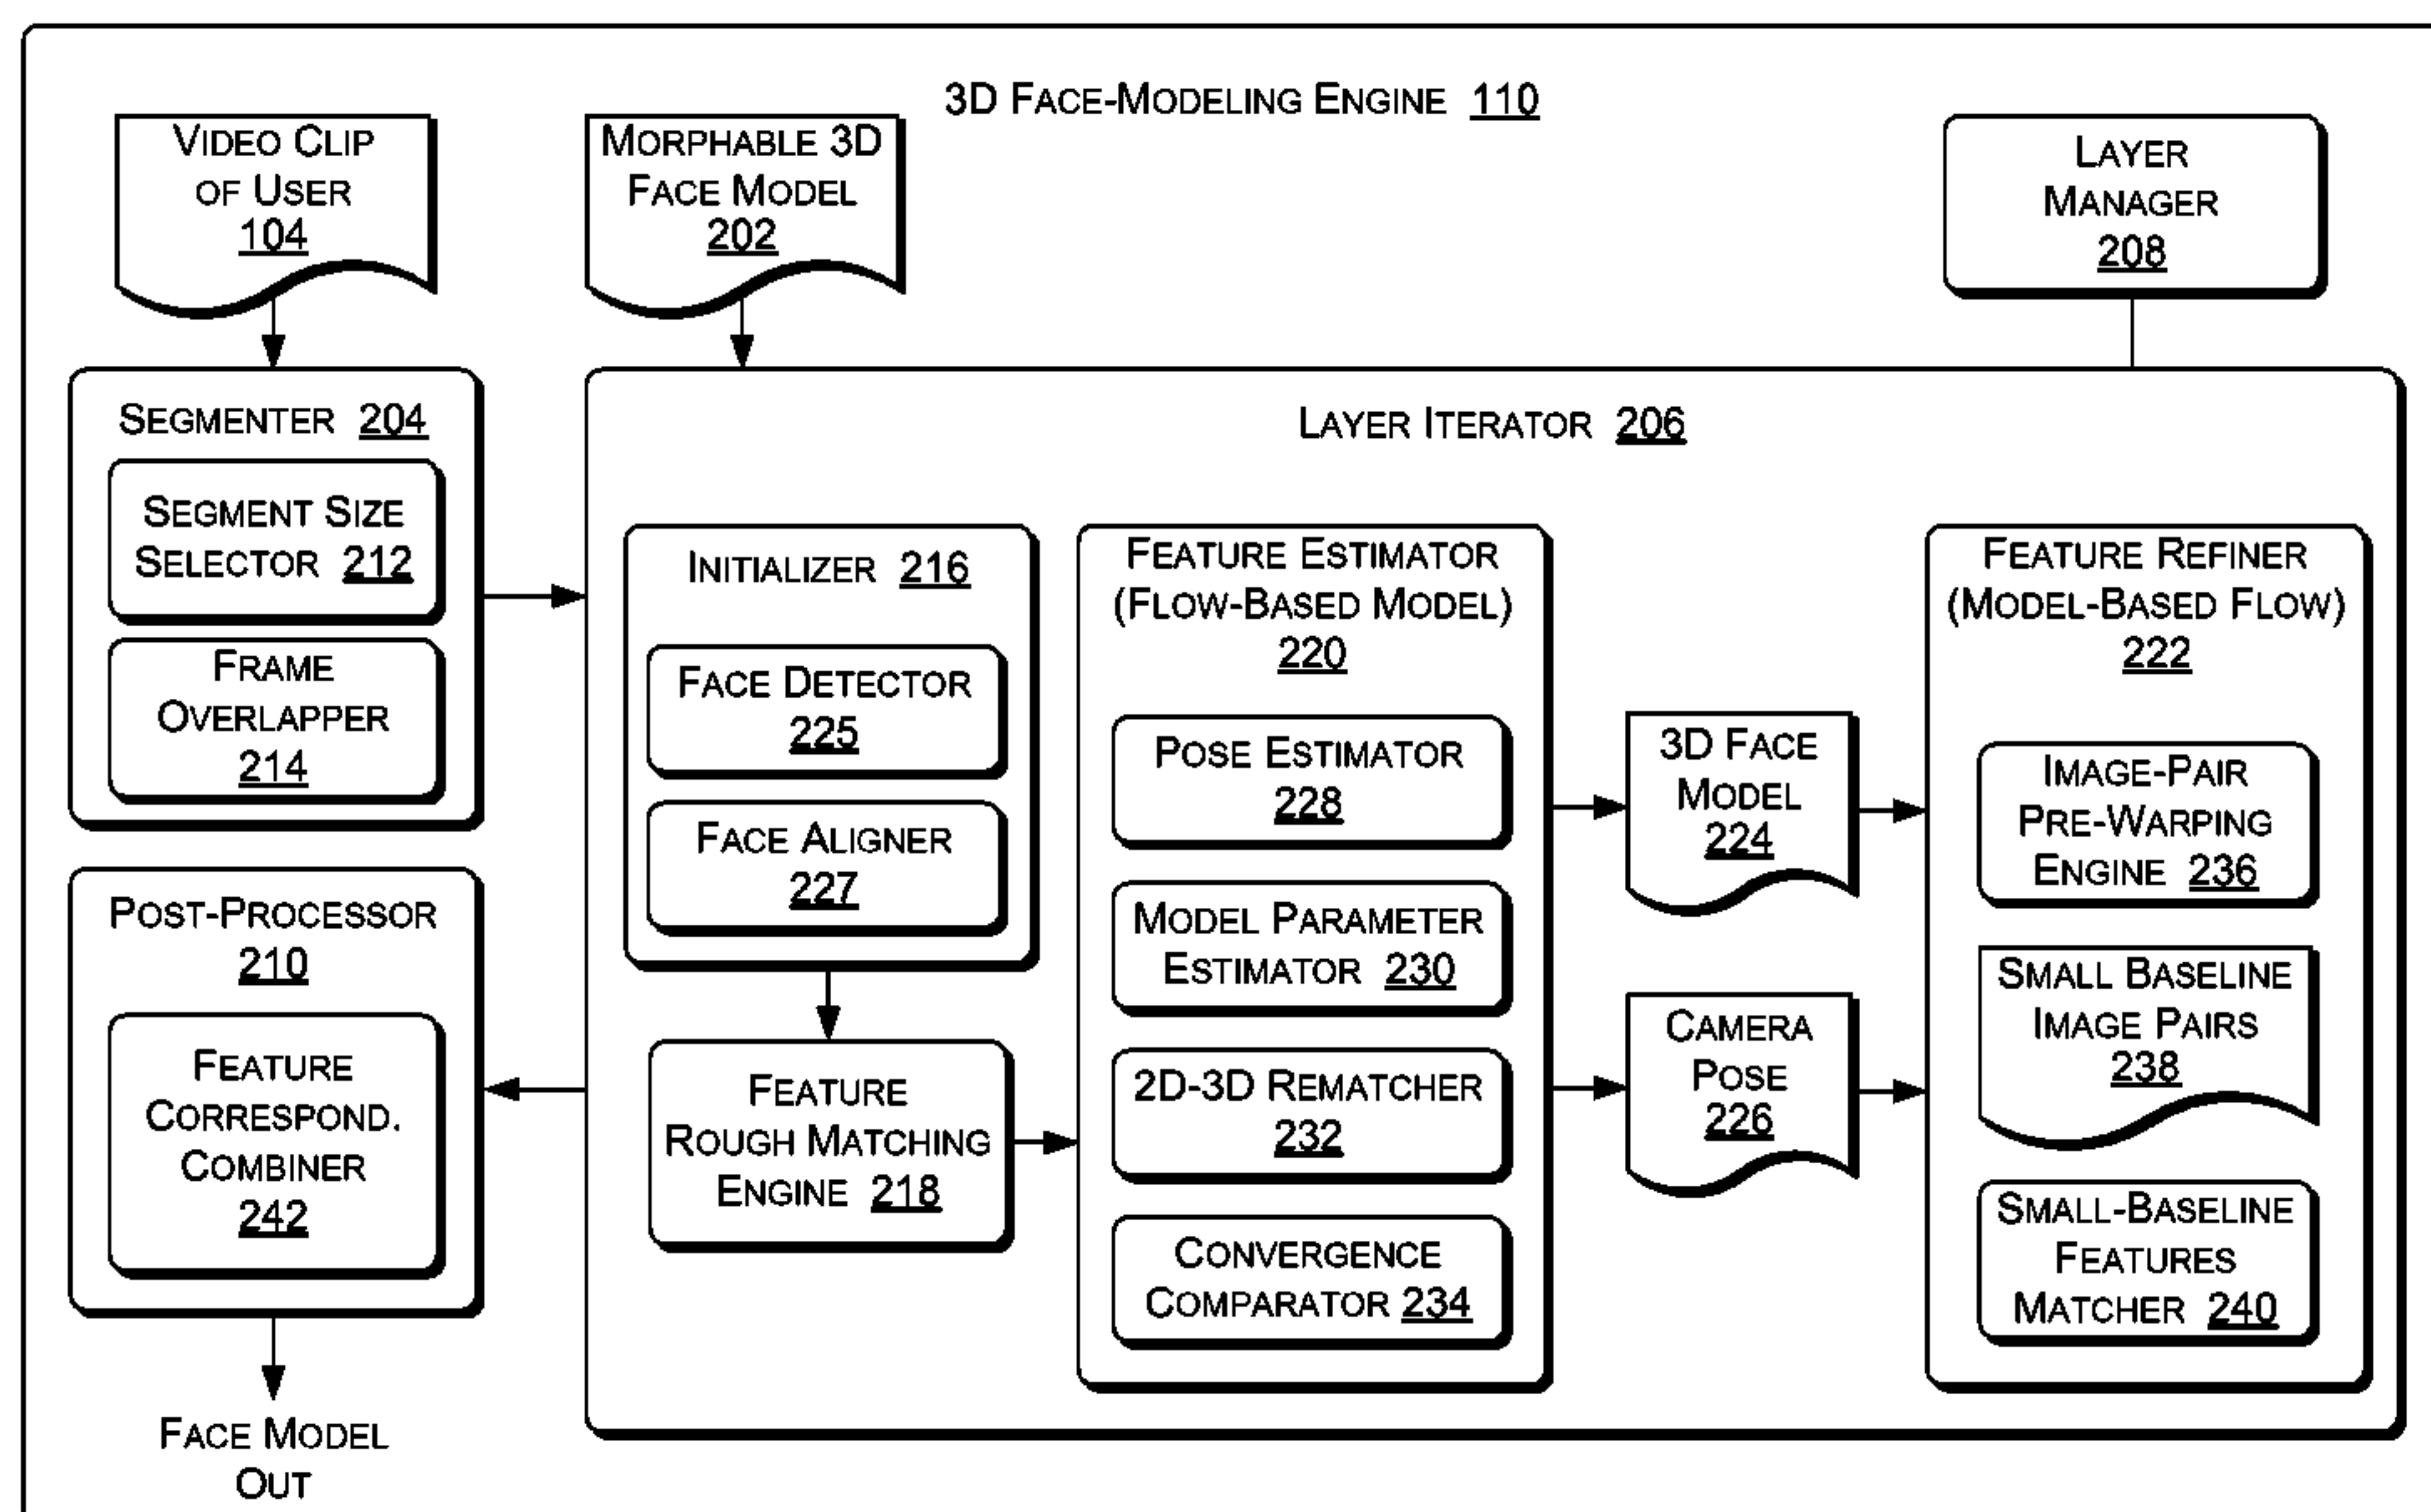 3D FACE-MODELING ENGINE 110
VIDEO CLIP
OF USER
104
MORPHABLE 3D
FACE MODEL
202
LAYER
MANAGER
208
SEGMENTER 204
SEGMENT SIZE
SELECTOR 212
FRAME
OVERLAPPER
214
LAYER ITERATOR 206
INITIALIZER 216
FACE DETECTOR
225
FACE ALIGNER
227
FEATURE
ROUGH MATCHING
ENGINE 218
FEATURE ESTIMATOR
(FLOW-BASED MODEL)
220
POSE ESTIMATOR
228
MODEL PARAMETER
ESTIMATOR 230
2D-3D REMATCHER
232
CONVERGENCE
COMPARATOR 234
3D FACE
MODEL
224
CAMERA
POSE
226
FEATURE REFINER
(MODEL-BASED FLOW)
222
IMAGE-PAIR
PRE-WARPING
ENGINE 236
SMALL BASELINE
IMAGE PAIRS
238
SMALL-BASELINE
FEATURES
MATCHER 240
POST-PROCESSOR
210
FEATURE
CORRESPOND.
COMBINER
242
FACE MODEL
OUT